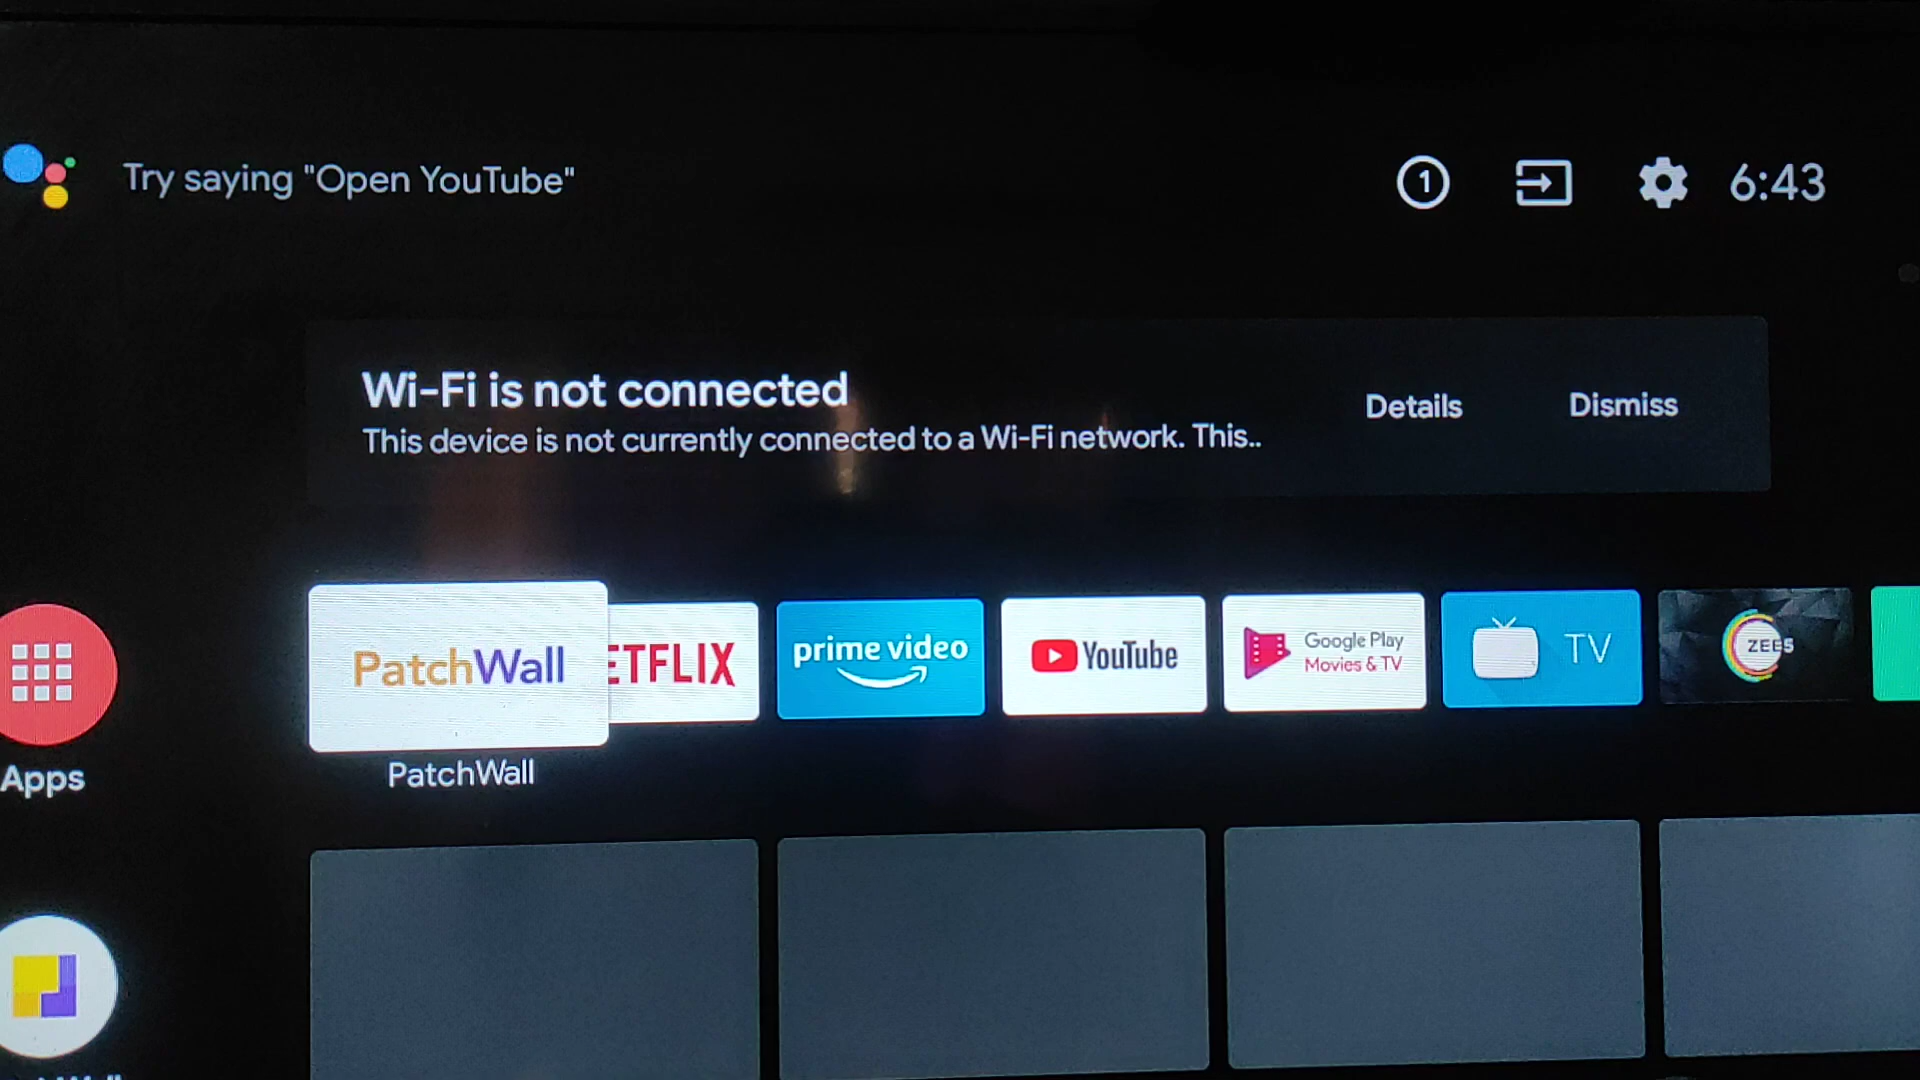 Try saying "Open YouTube"
1
6:43
Wi-Fi is not connected
This device is not currently connected to a Wi-Fi network. This..
Details
Dismiss
PatchWall
ETFLIX
prime video
YouTube
Google Play
Movies & TV
TV
ZEE5
PatchWall
Apps